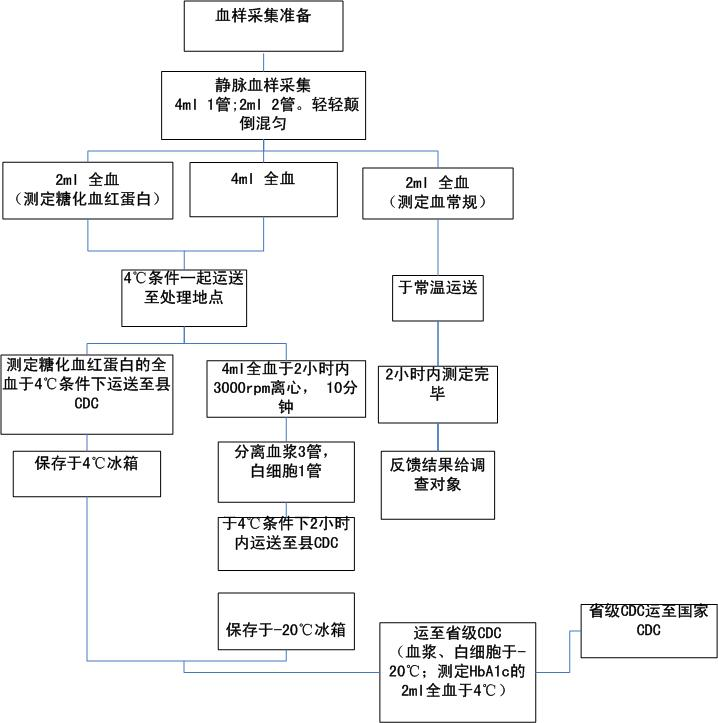 血样采集准备
静脉血样采集
4ml 1管;2ml 2管。轻轻颠
倒混匀
2ml 全血
（测定糖化血红蛋白）
4ml 全血
2ml 全血
（测定血常规）
4℃条件一起运送
至处理地点
于常温运送
测定糖化血红蛋白的全
血于4℃条件下运送至县
CDC
4ml全血于2小时内
3000rpm离心， 10分
钟
2小时内测定完
毕
保存于4℃冰箱
分离血浆3管，
白细胞1管
反馈结果给调
查对象
于4℃条件下2小时
内运送至县CDC
保存于-20℃冰箱
运至省级CDC
（血浆、白细胞于-
20℃；测定HbA1c的
2ml全血于4℃）
省级CDC运至国家
CDC